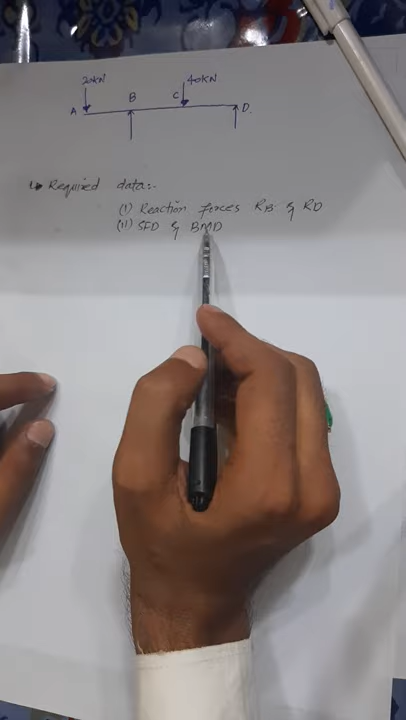 20kN 40kN
A B C D.
Required data:-
(i) Reaction forces RB & RD
(ii) SFD & BMD